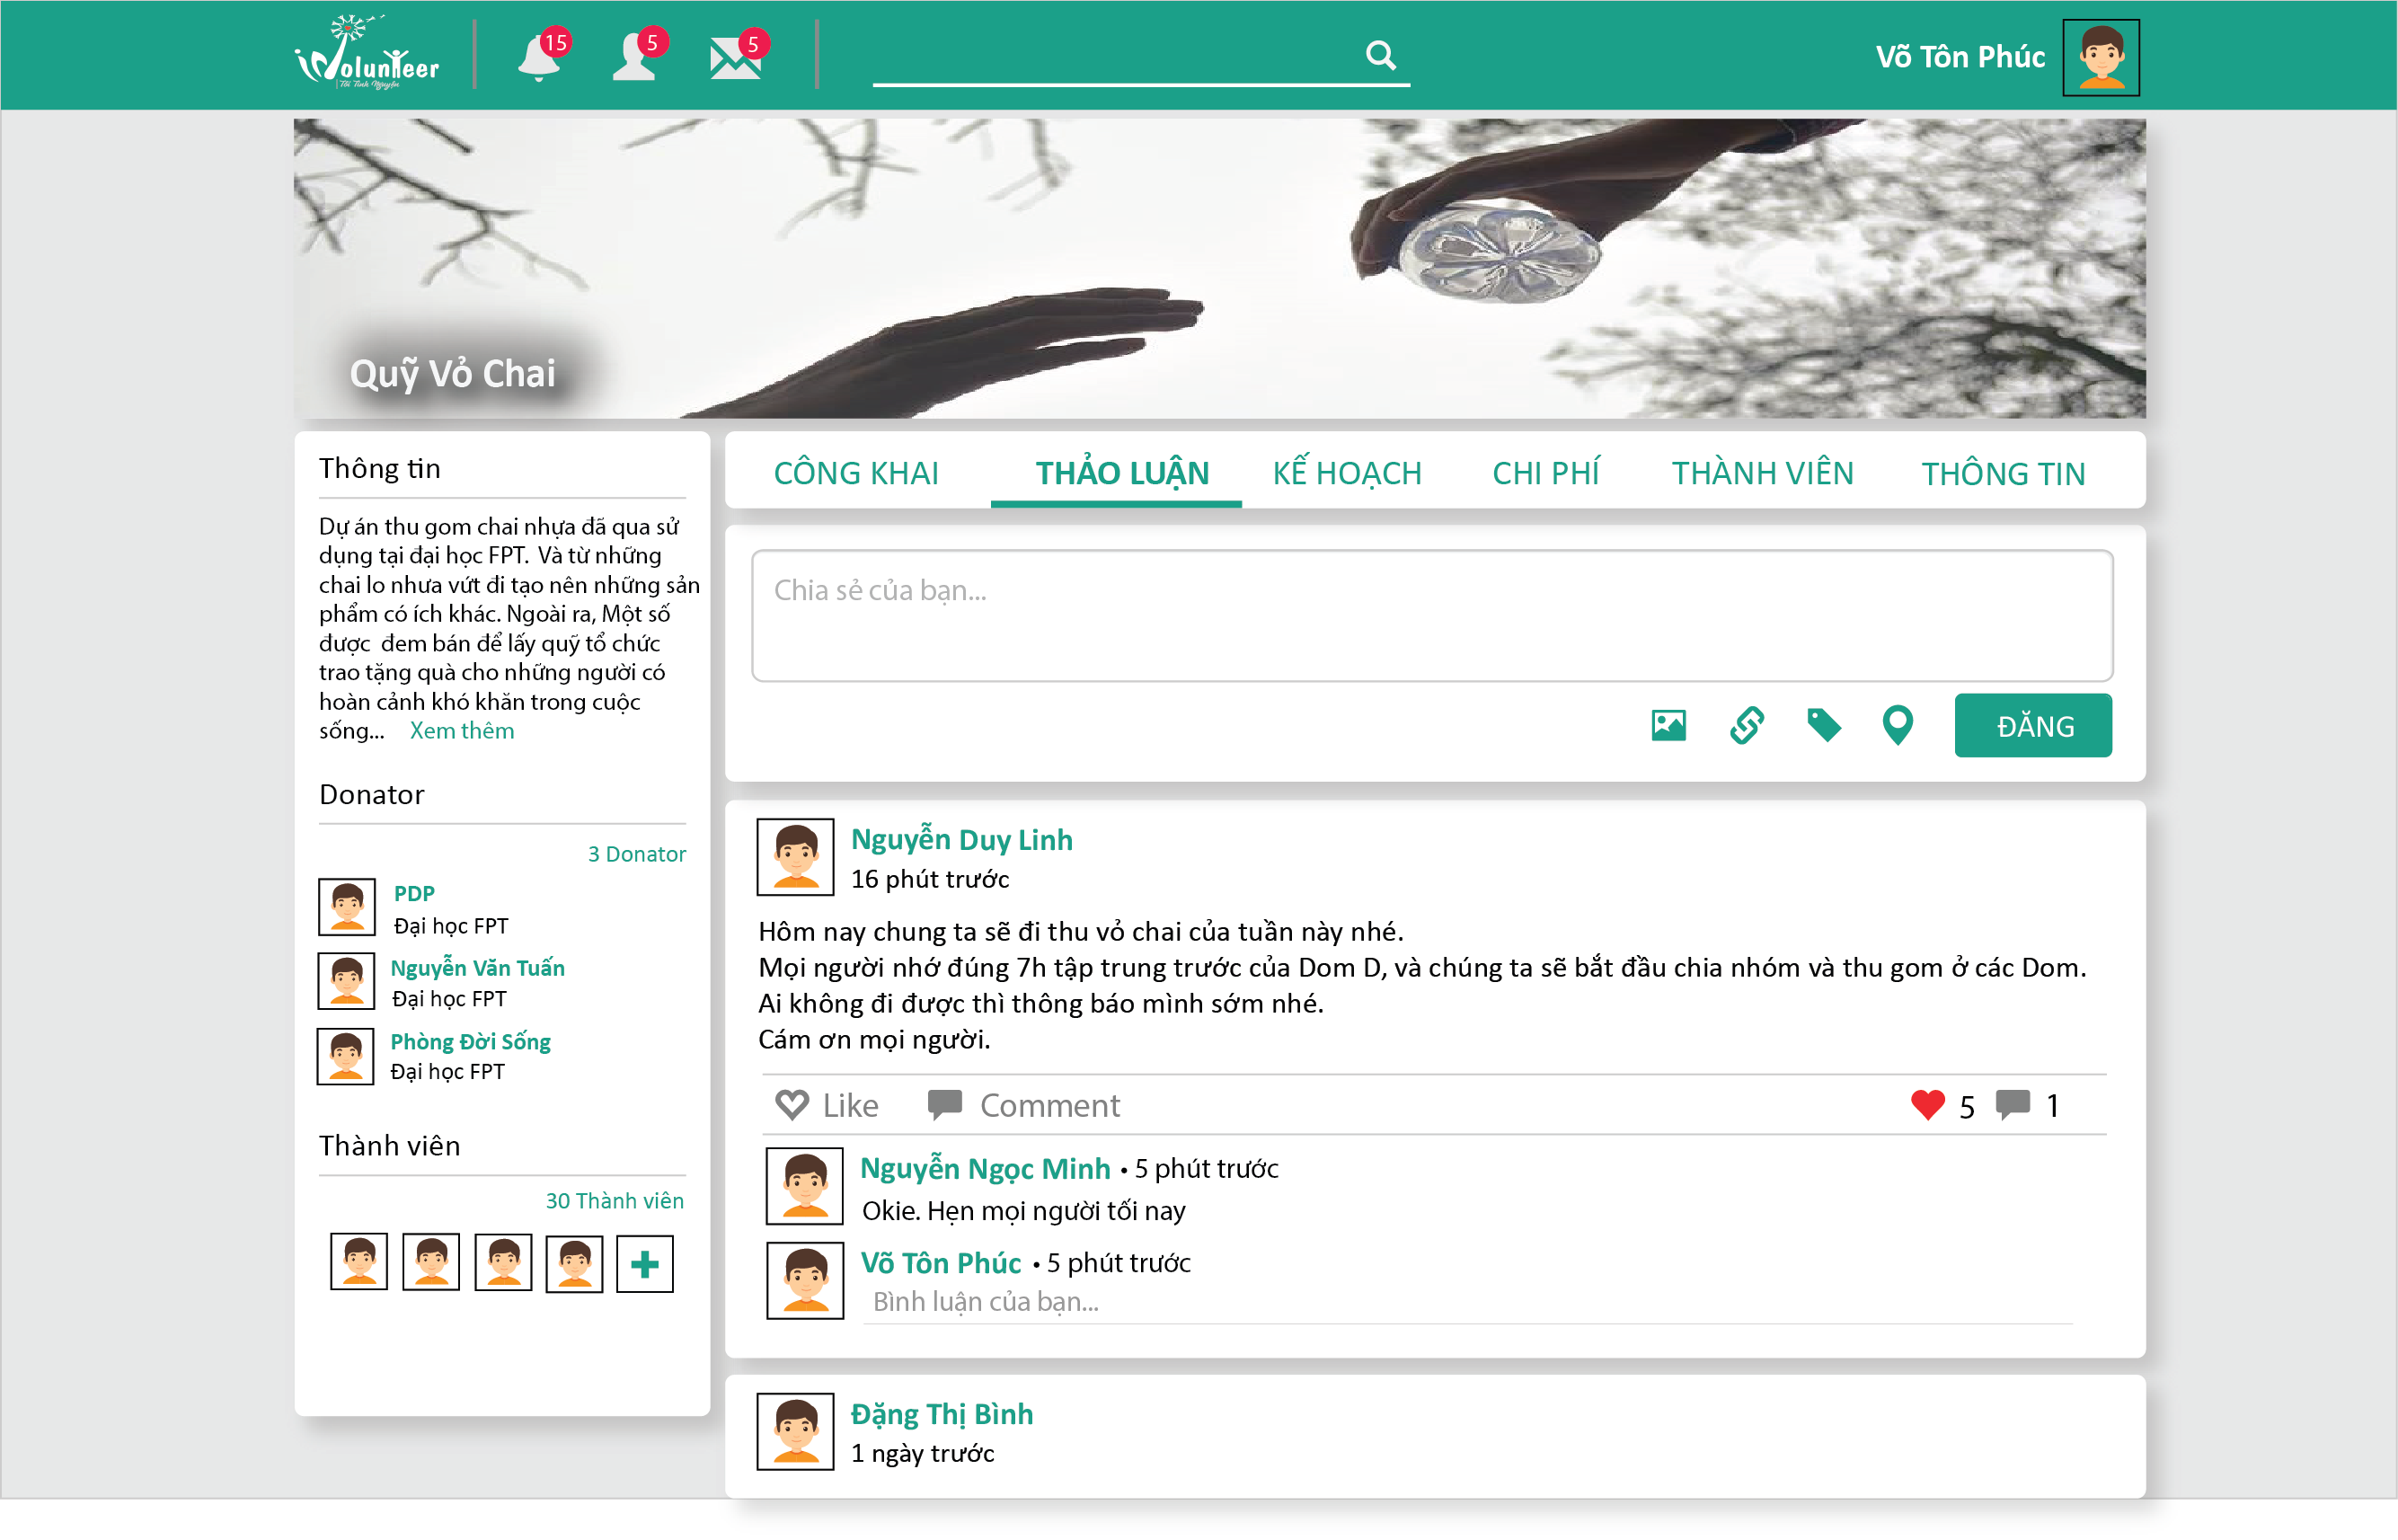 Volunteer
Tôi Tình Nguyện
15
5
5
Võ Tôn Phúc
Quỹ Vỏ Chai
Thông tin
Dự án thu gom chai nhựa đã qua sử
dụng tại đại học FPT.  Và từ những
chai lo nhưa vứt đi tạo nên những sản
phẩm có ích khác. Ngoài ra, Một số
được  đem bán để lấy quỹ tổ chức
trao tặng quà cho những người có
hoàn cảnh khó khăn trong cuộc
sống... Xem thêm
Donator
3 Donator
PDP
Đại học FPT
Nguyễn Văn Tuấn
Đại học FPT
Phòng Đời Sống
Đại học FPT
Thành viên
30 Thành viên
CÔNG KHAI THẢO LUẬN KẾ HOẠCH CHI PHÍ THÀNH VIÊN THÔNG TIN
Chia sẻ của bạn...
ĐĂNG
Nguyễn Duy Linh
16 phút trước
Hôm nay chung ta sẽ đi thu vỏ chai của tuần này nhé.
Mọi người nhớ đúng 7h tập trung trước của Dom D, và chúng ta sẽ bắt đầu chia nhóm và thu gom ở các Dom.
Ai không đi được thì thông báo mình sớm nhé.
Cám ơn mọi người.
Like Comment 5 1
Nguyễn Ngọc Minh • 5 phút trước
Okie. Hẹn mọi người tối nay
Võ Tôn Phúc • 5 phút trước
Bình luận của bạn...
Đặng Thị Bình
1 ngày trước